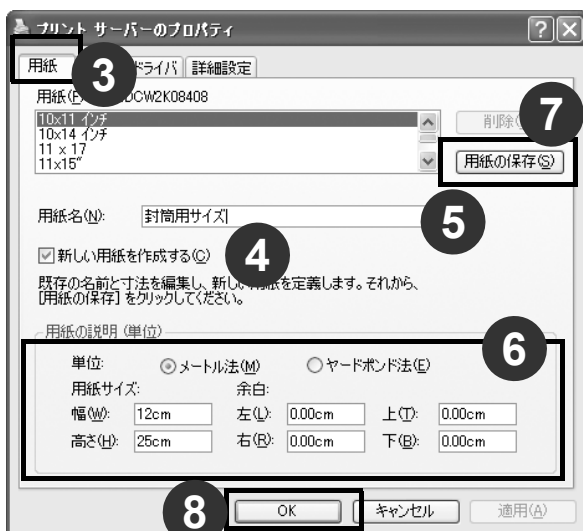 プリント サーバーのプロパティ
用紙 ドライバ 詳細設定
3
用紙(F): DCW2K08408
7
10x11 インチ
10x14 インチ
11 x 17
11x15"
削除
用紙の保存(S)
用紙名(N): 封筒用サイズ
5
新しい用紙を作成する(C)
4
既存の名前と寸法を編集し、新しい用紙を定義します。それから、
[用紙の保存] をクリックしてください。
用紙の説明 (単位)
6
単位: メートル法(M) ヤードポンド法(E)
用紙サイズ: 余白:
幅(W): 12cm 左(L): 0.00cm 上(T): 0.00cm
高さ(H): 25cm 右(R): 0.00cm 下(B): 0.00cm
8
OK キャンセル 適用(A)